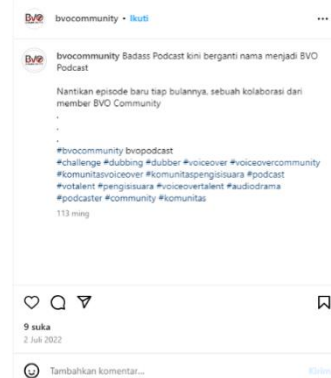 BVO bvocommunity • Ikuti
BVO bvocommunity Badass Podcast kini berganti nama menjadi BVO
Podcast
Nantikan episode baru tiap bulannya, sebuah kolaborasi dari
member BVO Community
.
.
.
#bvocommunity bvopodcast
#challenge #dubbing #dubber #voiceover #voiceovercommunity
#komunitasvoiceover #komunitaspengisisuara #podcast
#votalent #pengisisuara #voiceovertalent #audiodrama
#podcaster #community #komunitas
113 ming
9 suka
2 Juli 2022
Tambahkan komentar... Kirim